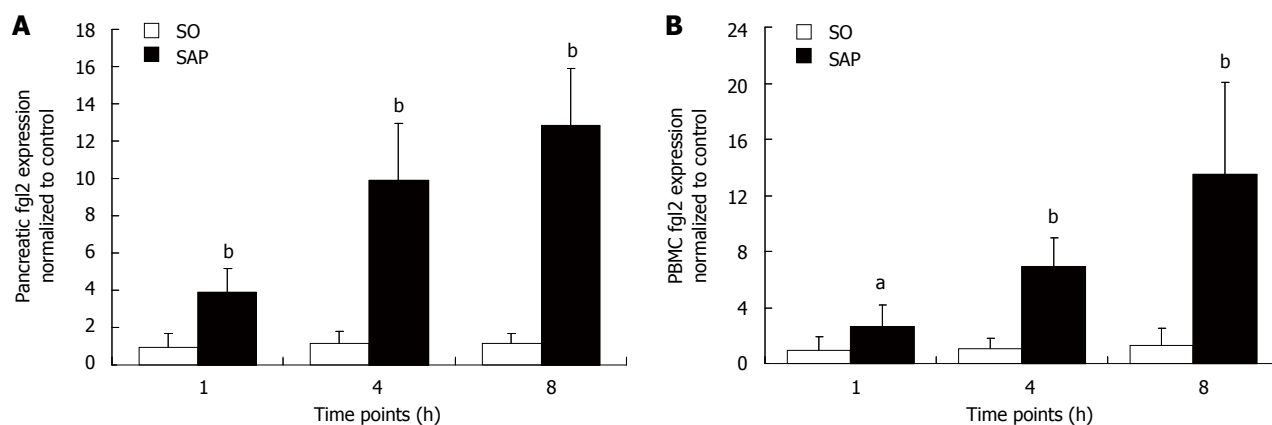 A
SO
SAP
Pancreatic fgl2 expression
normalized to control
18
16
14
12
10
8
6
4
2
0
b
b
b
1 4 8
Time points (h)
B
SO
SAP
PBMC fgl2 expression
normalized to control
24
20
16
12
8
4
0
a
b
b
1 4 8
Time points (h)